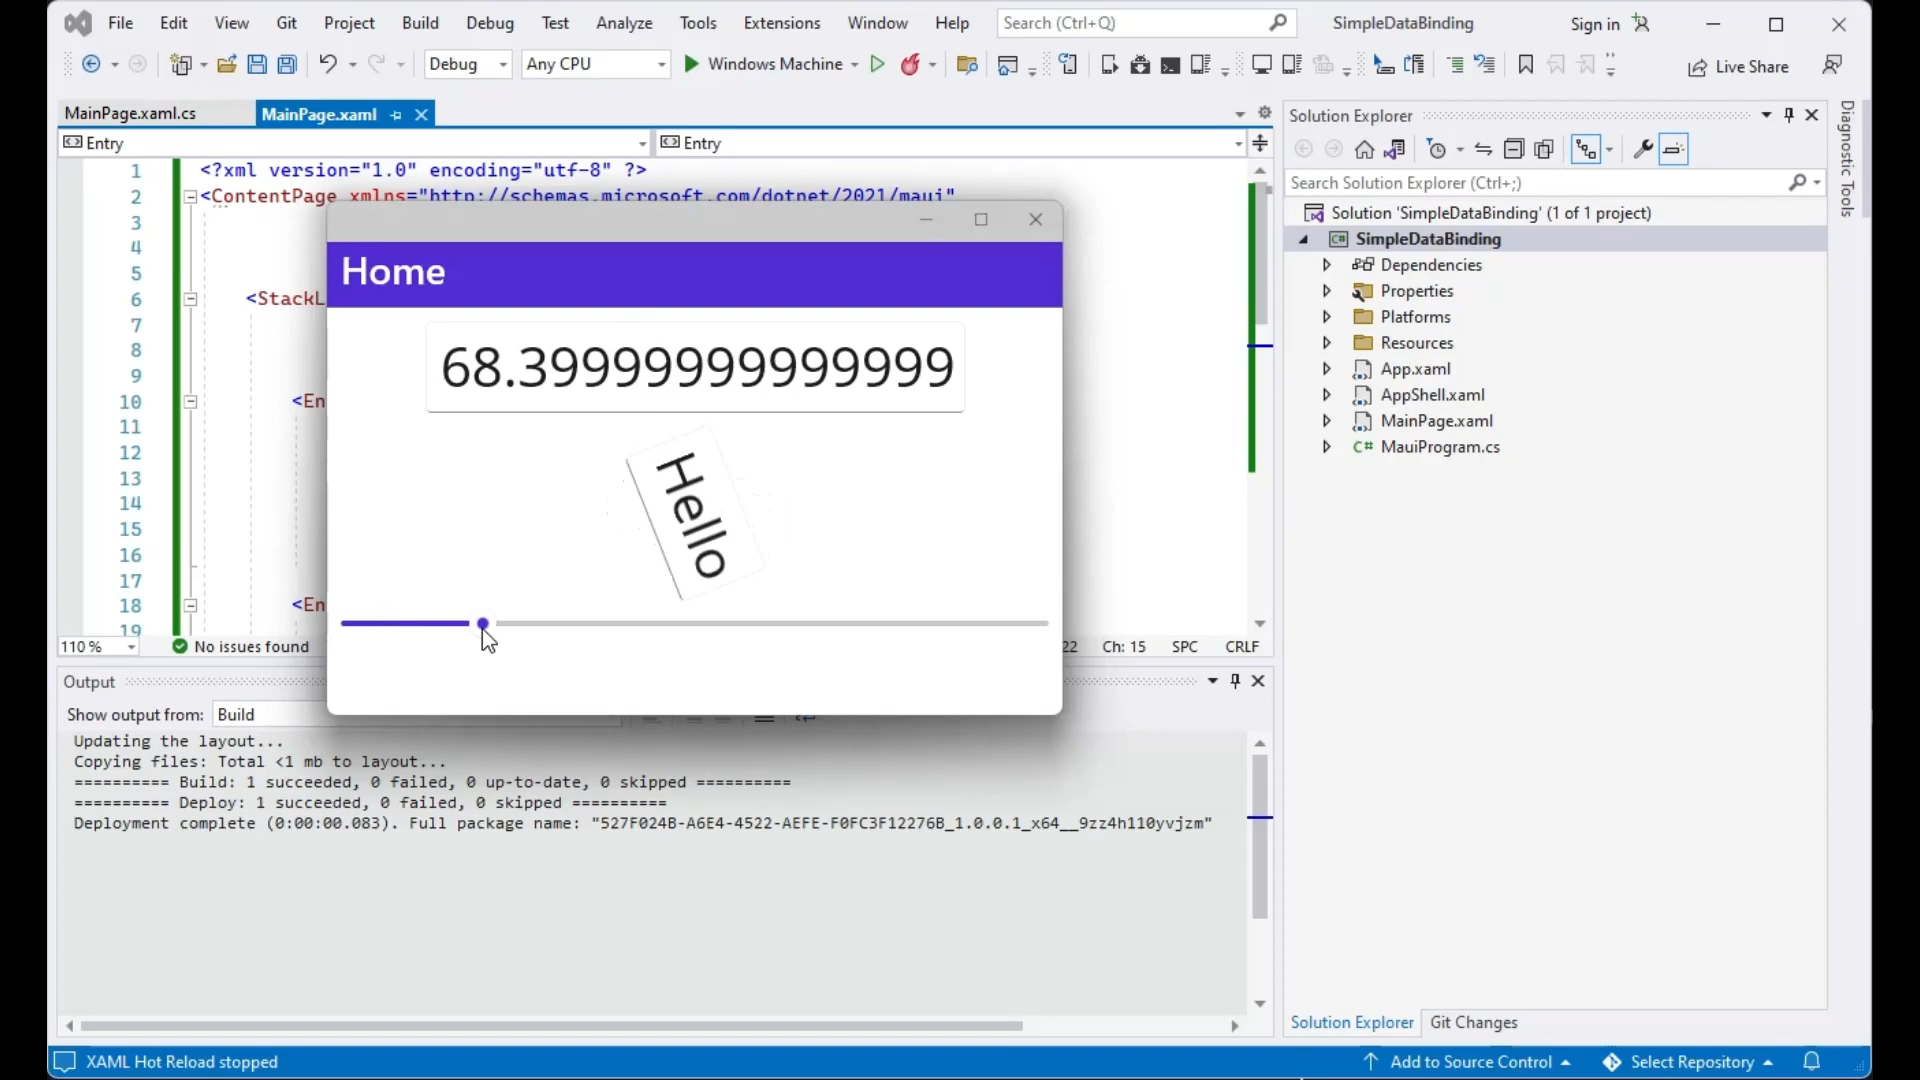 File Edit View Git Project Build Debug Test Analyze Tools Extensions Window Help Search (Ctrl+Q) SimpleDataBinding Sign in
Debug Any CPU Windows Machine Live Share
MainPage.xaml.cs MainPage.xaml
Entry Entry
1 <?xml version="1.0" encoding="utf-8" ?>
2 <ContentPage xmlns="http://schemas.microsoft.com/dotnet/2021/maui"
3
4
5
6 <StackL
7
8
9
10 <En
11
12
13
14
15
16
17
18 <En
19
Home
68.39999999999999
Hello
110 % No issues found 22 Ch: 15 SPC CRLF
Output
Show output from: Build
Updating the layout...
Copying files: Total <1 mb to layout...
========== Build: 1 succeeded, 0 failed, 0 up-to-date, 0 skipped ==========
========== Deploy: 1 succeeded, 0 failed, 0 skipped ==========
Deployment complete (0:00:00.083). Full package name: "527F024B-A6E4-4522-AEFE-F0FC3F12276B_1.0.0.1_x64__9zz4h110yvjzm"
Solution Explorer
Search Solution Explorer (Ctrl+;)
Solution 'SimpleDataBinding' (1 of 1 project)
SimpleDataBinding
Dependencies
Properties
Platforms
Resources
App.xaml
AppShell.xaml
MainPage.xaml
C# MauiProgram.cs
Solution Explorer Git Changes
Diagnostic Tools
XAML Hot Reload stopped Add to Source Control Select Repository